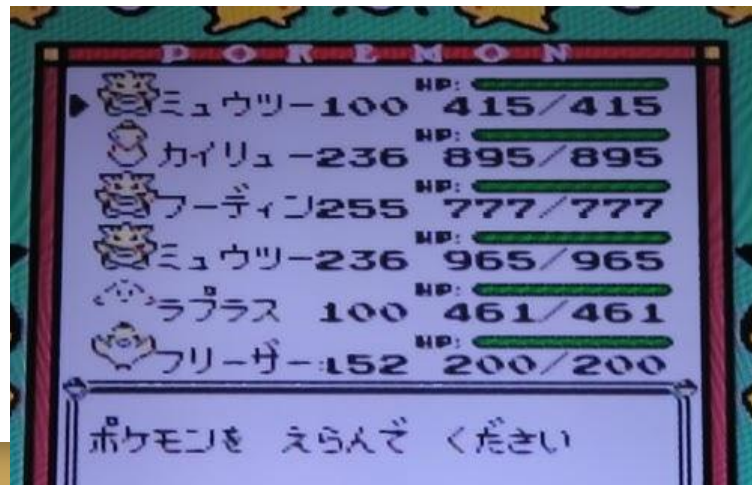 POKEMON
ミュウツー100 HP: 415/415
カイリュー236 HP: 895/895
フーディン255 HP: 777/777
ミュウツー236 HP: 965/965
ラプラス 100 HP: 461/461
フリーザー:L52 HP: 200/200
ポケモンを えらんで ください